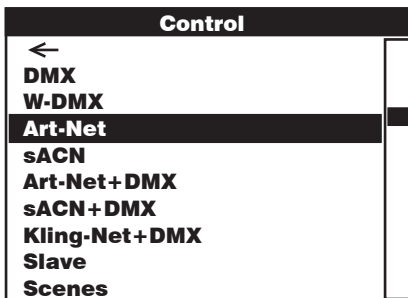 Control
←
DMX
W-DMX
Art-Net
sACN
Art-Net+DMX
sACN+DMX
Kling-Net+DMX
Slave
Scenes